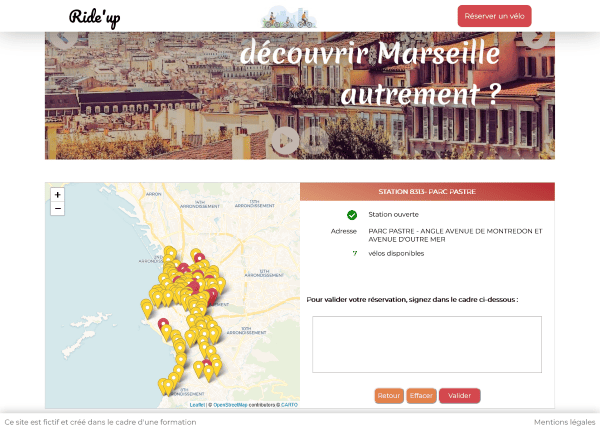 Ride'up
Réserver un vélo
découvrir Marseille
autrement ?
+
−
STATION 8313- PARC PASTRE
Station ouverte
Adresse PARC PASTRE - ANGLE AVENUE DE MONTREDON ET
AVENUE D'OUTRE MER
7 vélos disponibles
ARRON
14TH
ARRONDISSEMENT
13TH
ARRONDISSEMENT
2ND
12TH
ARRONDISSEMENT
10TH
ARRONDISSEMENT
11TH
ARRONDISSEMENT
9TH
ARRONDISSEMENT
Leaflet | © OpenStreetMap contributors © CARTO
Pour valider votre réservation, signez dans le cadre ci-dessous :
Retour
Effacer
Valider
Ce site est fictif et créé dans le cadre d'une formation
Mentions légales